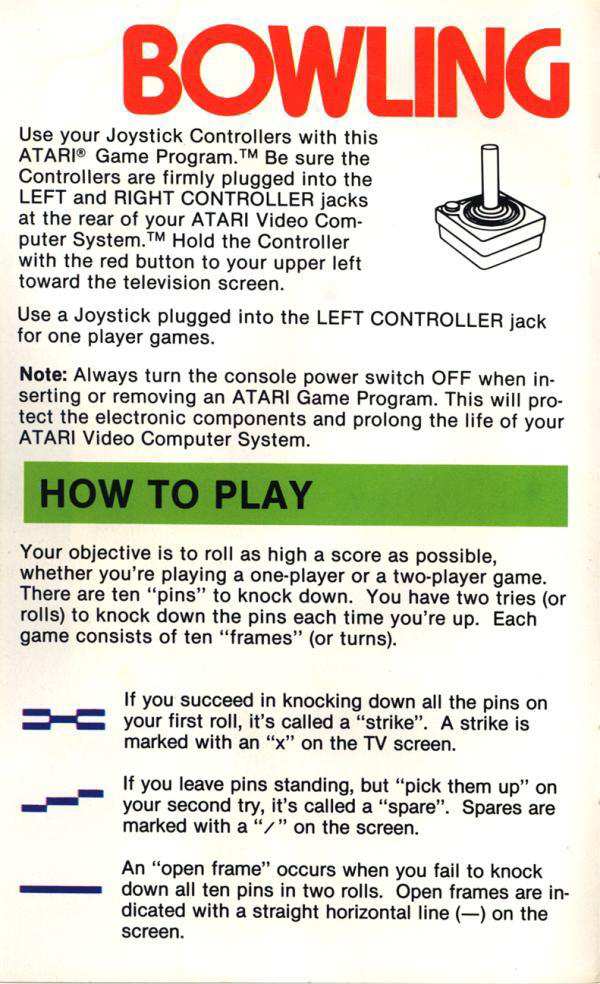 BOWLING
Use your Joystick Controllers with this
ATARI® Game Program.™ Be sure the
Controllers are firmly plugged into the
LEFT and RIGHT CONTROLLER jacks
at the rear of your ATARI Video Com-
puter System.™ Hold the Controller
with the red button to your upper left
toward the television screen.
Use a Joystick plugged into the LEFT CONTROLLER jack
for one player games.
Note: Always turn the console power switch OFF when in-
serting or removing an ATARI Game Program. This will pro-
tect the electronic components and prolong the life of your
ATARI Video Computer System.
HOW TO PLAY
Your objective is to roll as high a score as possible,
whether you're playing a one-player or a two-player game.
There are ten "pins" to knock down. You have two tries (or
rolls) to knock down the pins each time you're up. Each
game consists of ten "frames" (or turns).
If you succeed in knocking down all the pins on
your first roll, it's called a "strike". A strike is
marked with an "x" on the TV screen.
If you leave pins standing, but "pick them up" on
your second try, it's called a "spare". Spares are
marked with a "/" on the screen.
An "open frame" occurs when you fail to knock
down all ten pins in two rolls. Open frames are in-
dicated with a straight horizontal line (—) on the
screen.